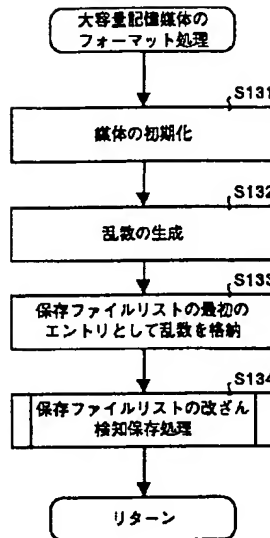 大容量記憶媒体の
フォーマット処理
S131
媒体の初期化
S132
乱数の生成
S133
保存ファイルリストの最初の
エントリとして乱数を格納
S134
保存ファイルリストの改ざん
検知保存処理
リターン